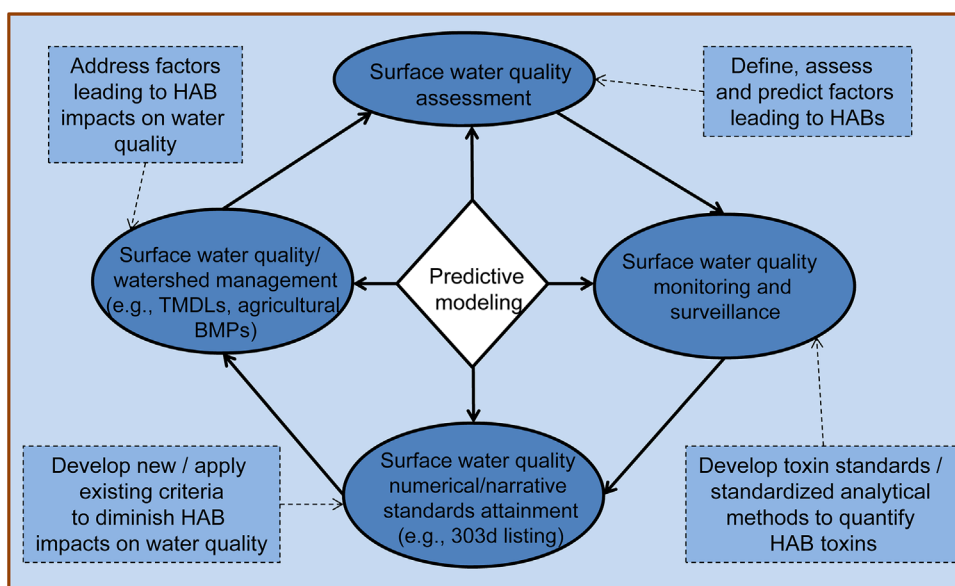 Address factors
leading to HAB
impacts on water
quality
Surface water quality
assessment
Define, assess
and predict factors
leading to HABs
Surface water quality/
watershed management
(e.g., TMDLs, agricultural
BMPs)
Predictive
modeling
Surface water quality
monitoring and
surveillance
Develop new / apply
existing criteria
to diminish HAB
impacts on water quality
Surface water quality
numerical/narrative
standards attainment
(e.g., 303d listing)
Develop toxin standards /
standardized analytical
methods to quantify
HAB toxins